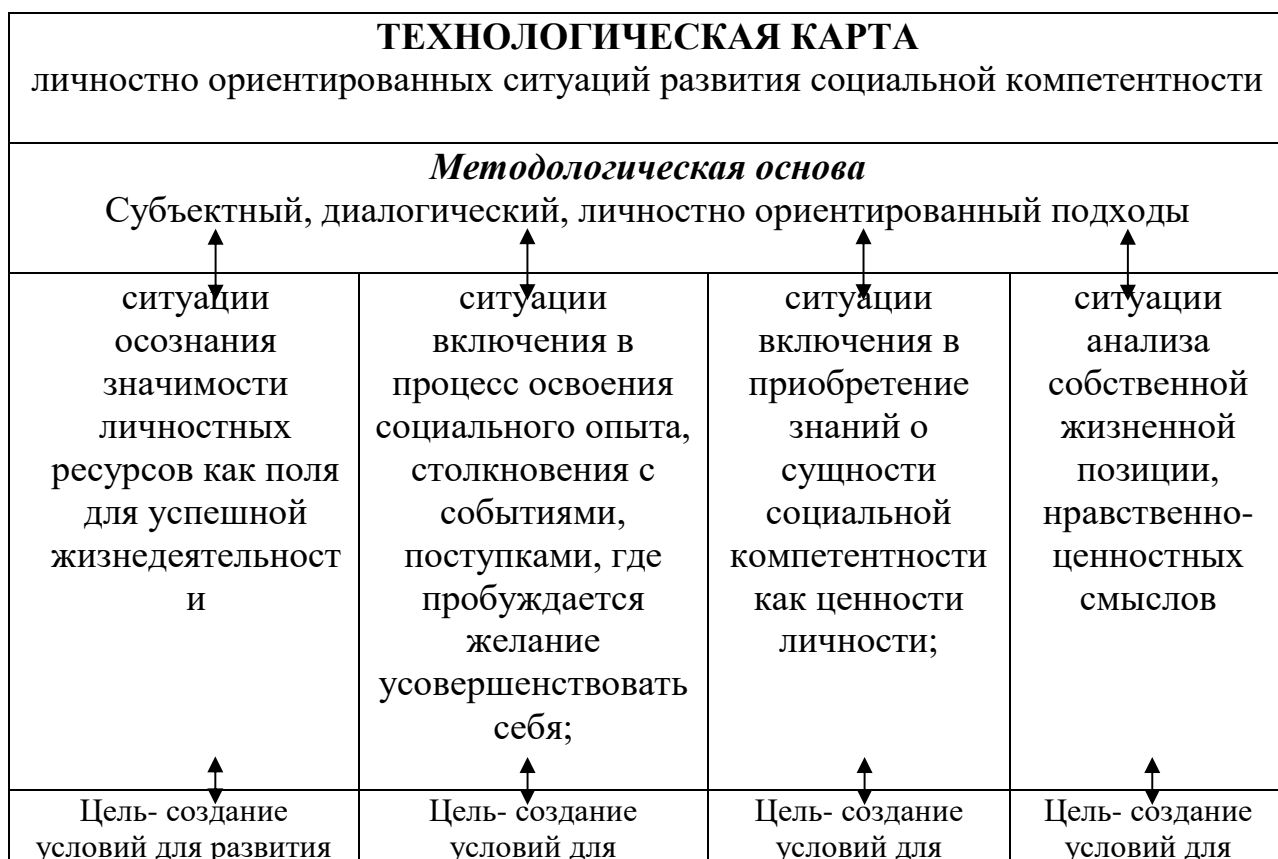 ТЕХНОЛОГИЧЕСКАЯ КАРТА
личностно ориентированных ситуаций развития социальной компетентности
Методологическая основа
Субъектный, диалогический, личностно ориентированный подходы
ситуации
осознания
значимости
личностных
ресурсов как поля
для успешной
жизнедеятельност
и
ситуации
включения в
процесс освоения
социального опыта,
столкновения с
событиями,
поступками, где
пробуждается
желание
усовершенствовать
себя;
ситуации
включения в
приобретение
знаний о
сущности
социальной
компетентности
как ценности
личности;
ситуации
анализа
собственной
жизненной
позиции,
нравственно-
ценностных
смыслов
Цель- создание
условий для развития
Цель- создание
условий для
Цель- создание
условий для
Цель- создание
условий для